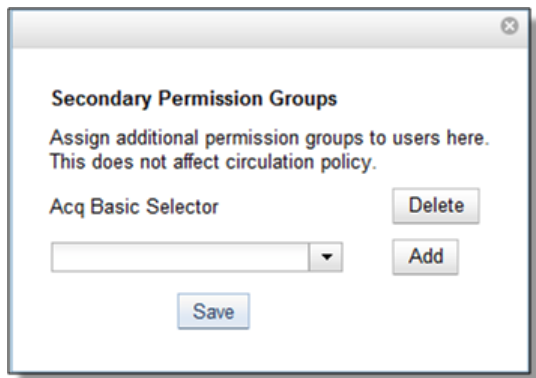 Secondary Permission Groups
Assign additional permission groups to users here.
This does not affect circulation policy.
Acq Basic Selector Delete
Add
Save